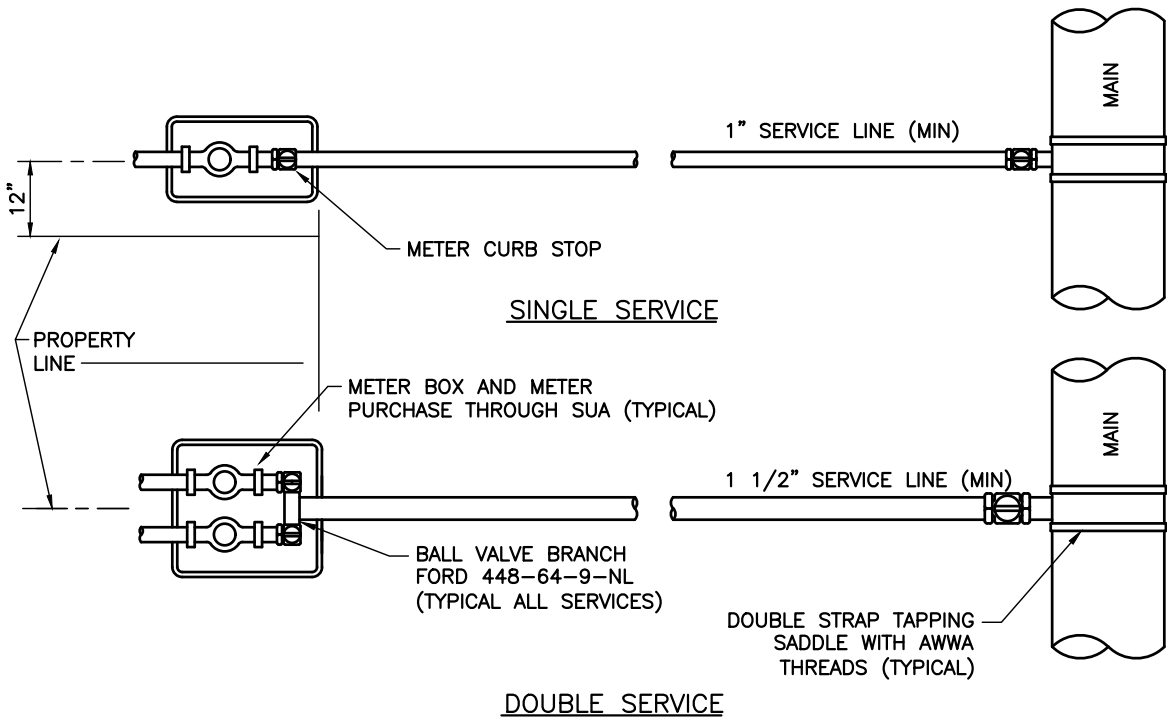 MAIN
1” SERVICE LINE (MIN)
12”
METER CURB STOP
SINGLE SERVICE
PROPERTY
LINE
METER BOX AND METER
PURCHASE THROUGH SUA (TYPICAL)
MAIN
1 1/2” SERVICE LINE (MIN)
BALL VALVE BRANCH
FORD 448-64-9-NL
(TYPICAL ALL SERVICES)
DOUBLE STRAP TAPPING
SADDLE WITH AWWA
THREADS (TYPICAL)
DOUBLE SERVICE